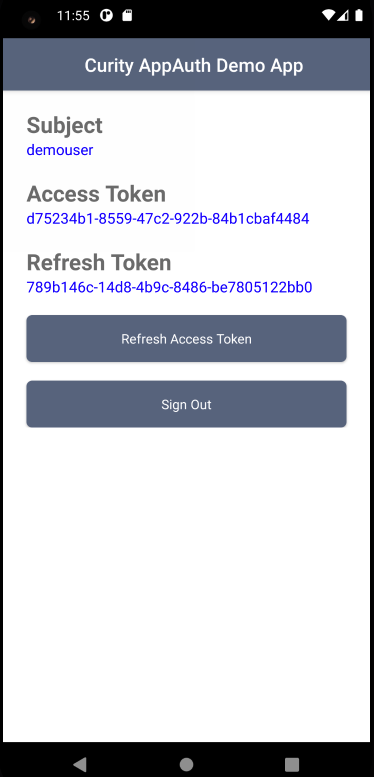 11:55
Curity AppAuth Demo App
Subject
demouser
Access Token
d75234b1-8559-47c2-922b-84b1cbaf4484
Refresh Token
789b146c-14d8-4b9c-8486-be7805122bb0
Refresh Access Token
Sign Out